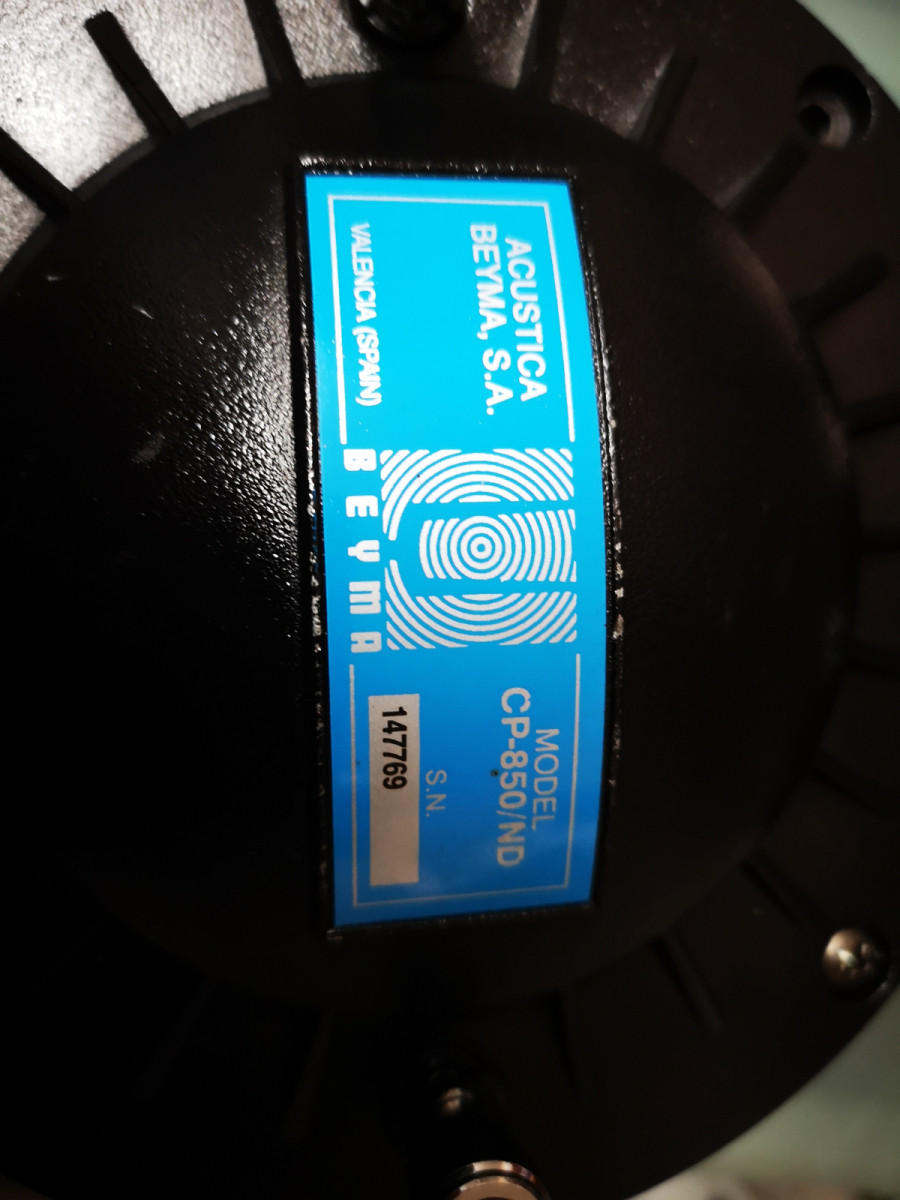 ACUSTICA
BEYMA, S.A.
VALENCIA (SPAIN)
BEYMA
MODEL
CP-850/ND
S.N.
147769